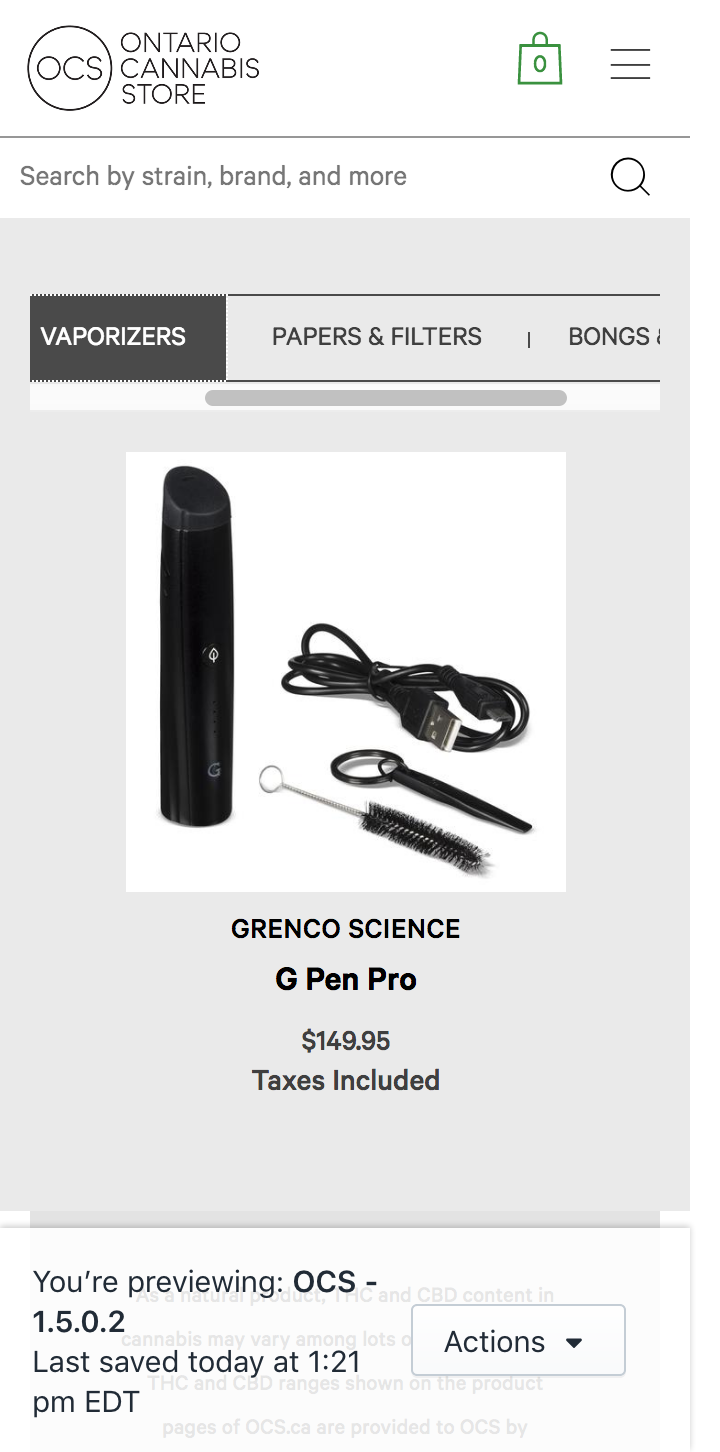 OCS
ONTARIO
CANNABIS
STORE
0
Search by strain, brand, and more
VAPORIZERS
PAPERS & FILTERS | BONGS &
G
GRENCO SCIENCE
G Pen Pro
$149.95
Taxes Included
You're previewing: OCS -
1.5.0.2
Last saved today at 1:21
pm EDT
Actions
As a natural product, THC and CBD content in
cannabis may vary among lots o
THC and CBD ranges shown on the product
pages of OCS.ca are provided to OCS by